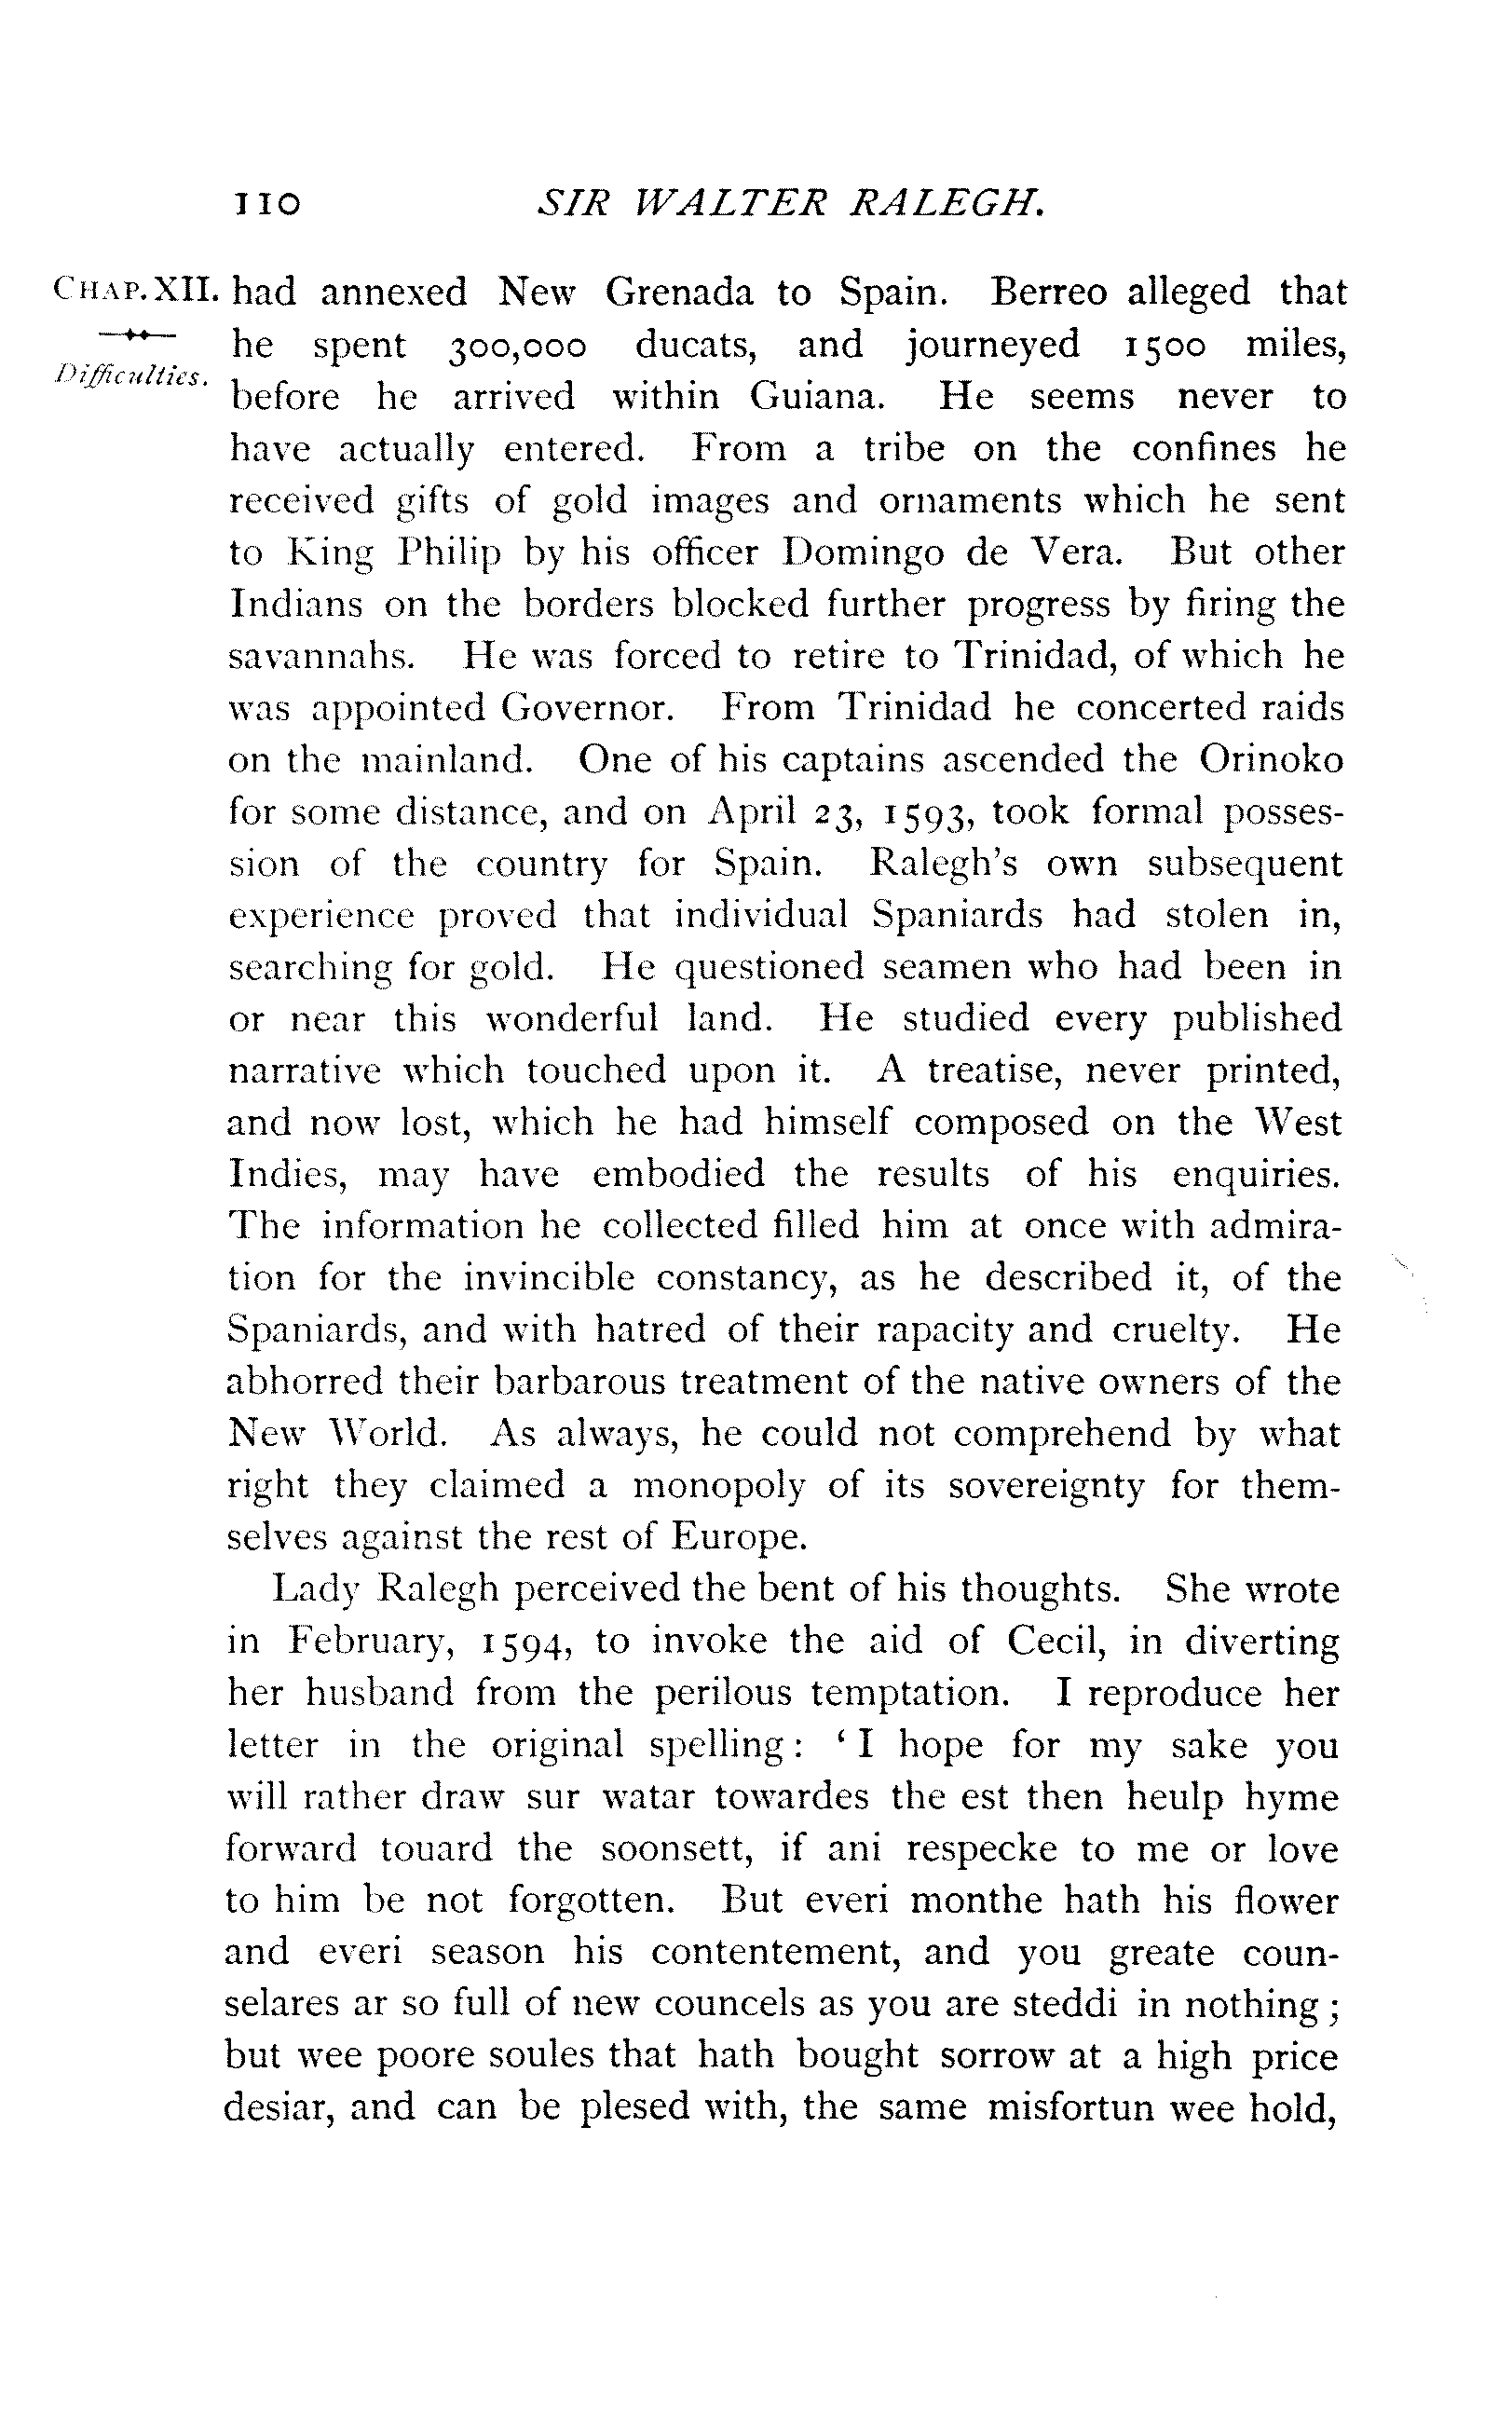 110 SIR WALTER RALEGH.
CHAP. XII. had annexed New Grenada to Spain. Berreo alleged that
he spent 300,000 ducats, and journeyed 1500 miles,
Difficulties.
before he arrived within Guiana. He seems never to
have actually entered. From a tribe on the confines he
received gifts of gold images and ornaments which he sent
to King Philip by his officer Domingo de Vera. But other
Indians on the borders blocked further progress by firing the
savannahs. He was forced to retire to Trinidad, of which he
was appointed Governor. From Trinidad he concerted raids
on the mainland. One of his captains ascended the Orinoko
for some distance, and on April 23, 1593, took formal posses-
sion of the country for Spain. Ralegh's own subsequent
experience proved that individual Spaniards had stolen in,
searching for gold. He questioned seamen who had been in
or near this wonderful land. He studied every published
narrative which touched upon it. A treatise, never printed,
and now lost, which he had himself composed on the West
Indies, may have embodied the results of his enquiries.
The information he collected filled him at once with admira-
tion for the invincible constancy, as he described it, of the
Spaniards, and with hatred of their rapacity and cruelty. He
abhorred their barbarous treatment of the native owners of the
New World. As always, he could not comprehend by what
right they claimed a monopoly of its sovereignty for them-
selves against the rest of Europe.
Lady Ralegh perceived the bent of his thoughts. She wrote
in February, 1594, to invoke the aid of Cecil, in diverting
her husband from the perilous temptation. I reproduce her
letter in the original spelling: ‘I hope for my sake you
will rather draw sur watar towardes the est then heulp hyme
forward touard the soonsett, if ani respecke to me or love
to him be not forgotten. But everi monthe hath his flower
and everi season his contentement, and you greate coun-
selares ar so full of new councels as you are steddi in nothing;
but wee poore soules that hath bought sorrow at a high price
desiar, and can be plesed with, the same misfortun wee hold,